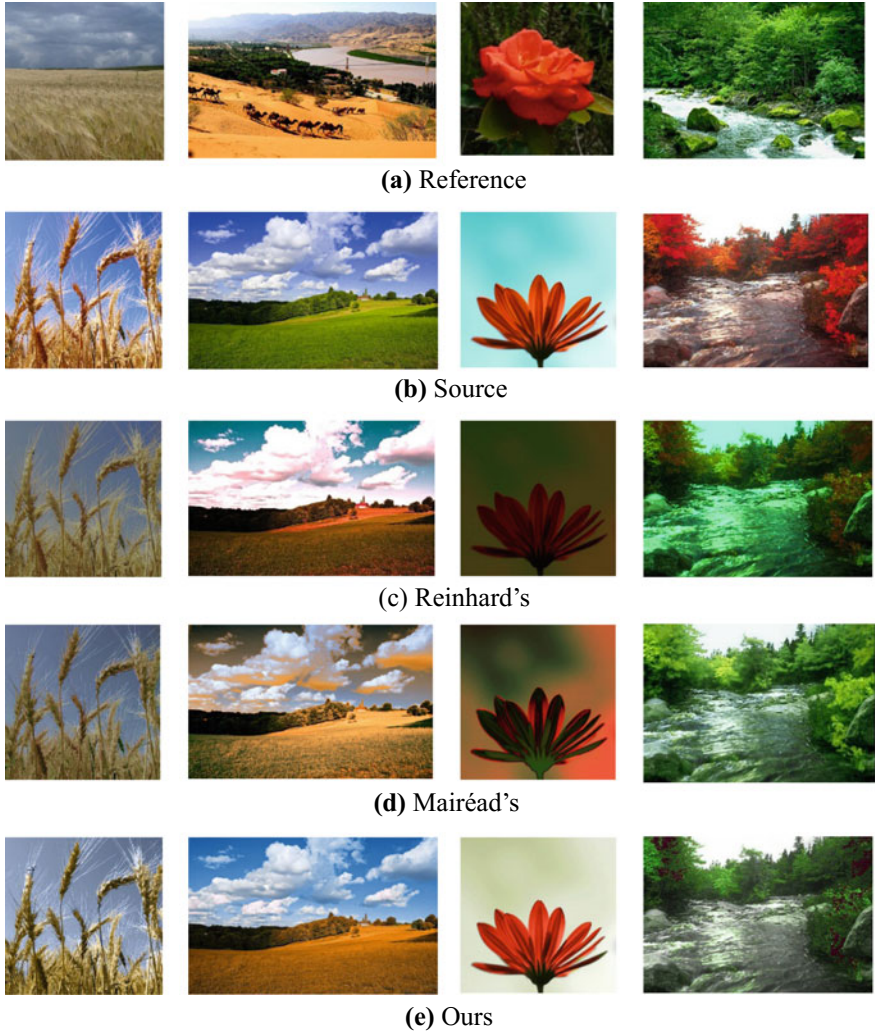 (a) Reference
(b) Source
(c) Reinhard’s
(d) Mairéad’s
(e) Ours